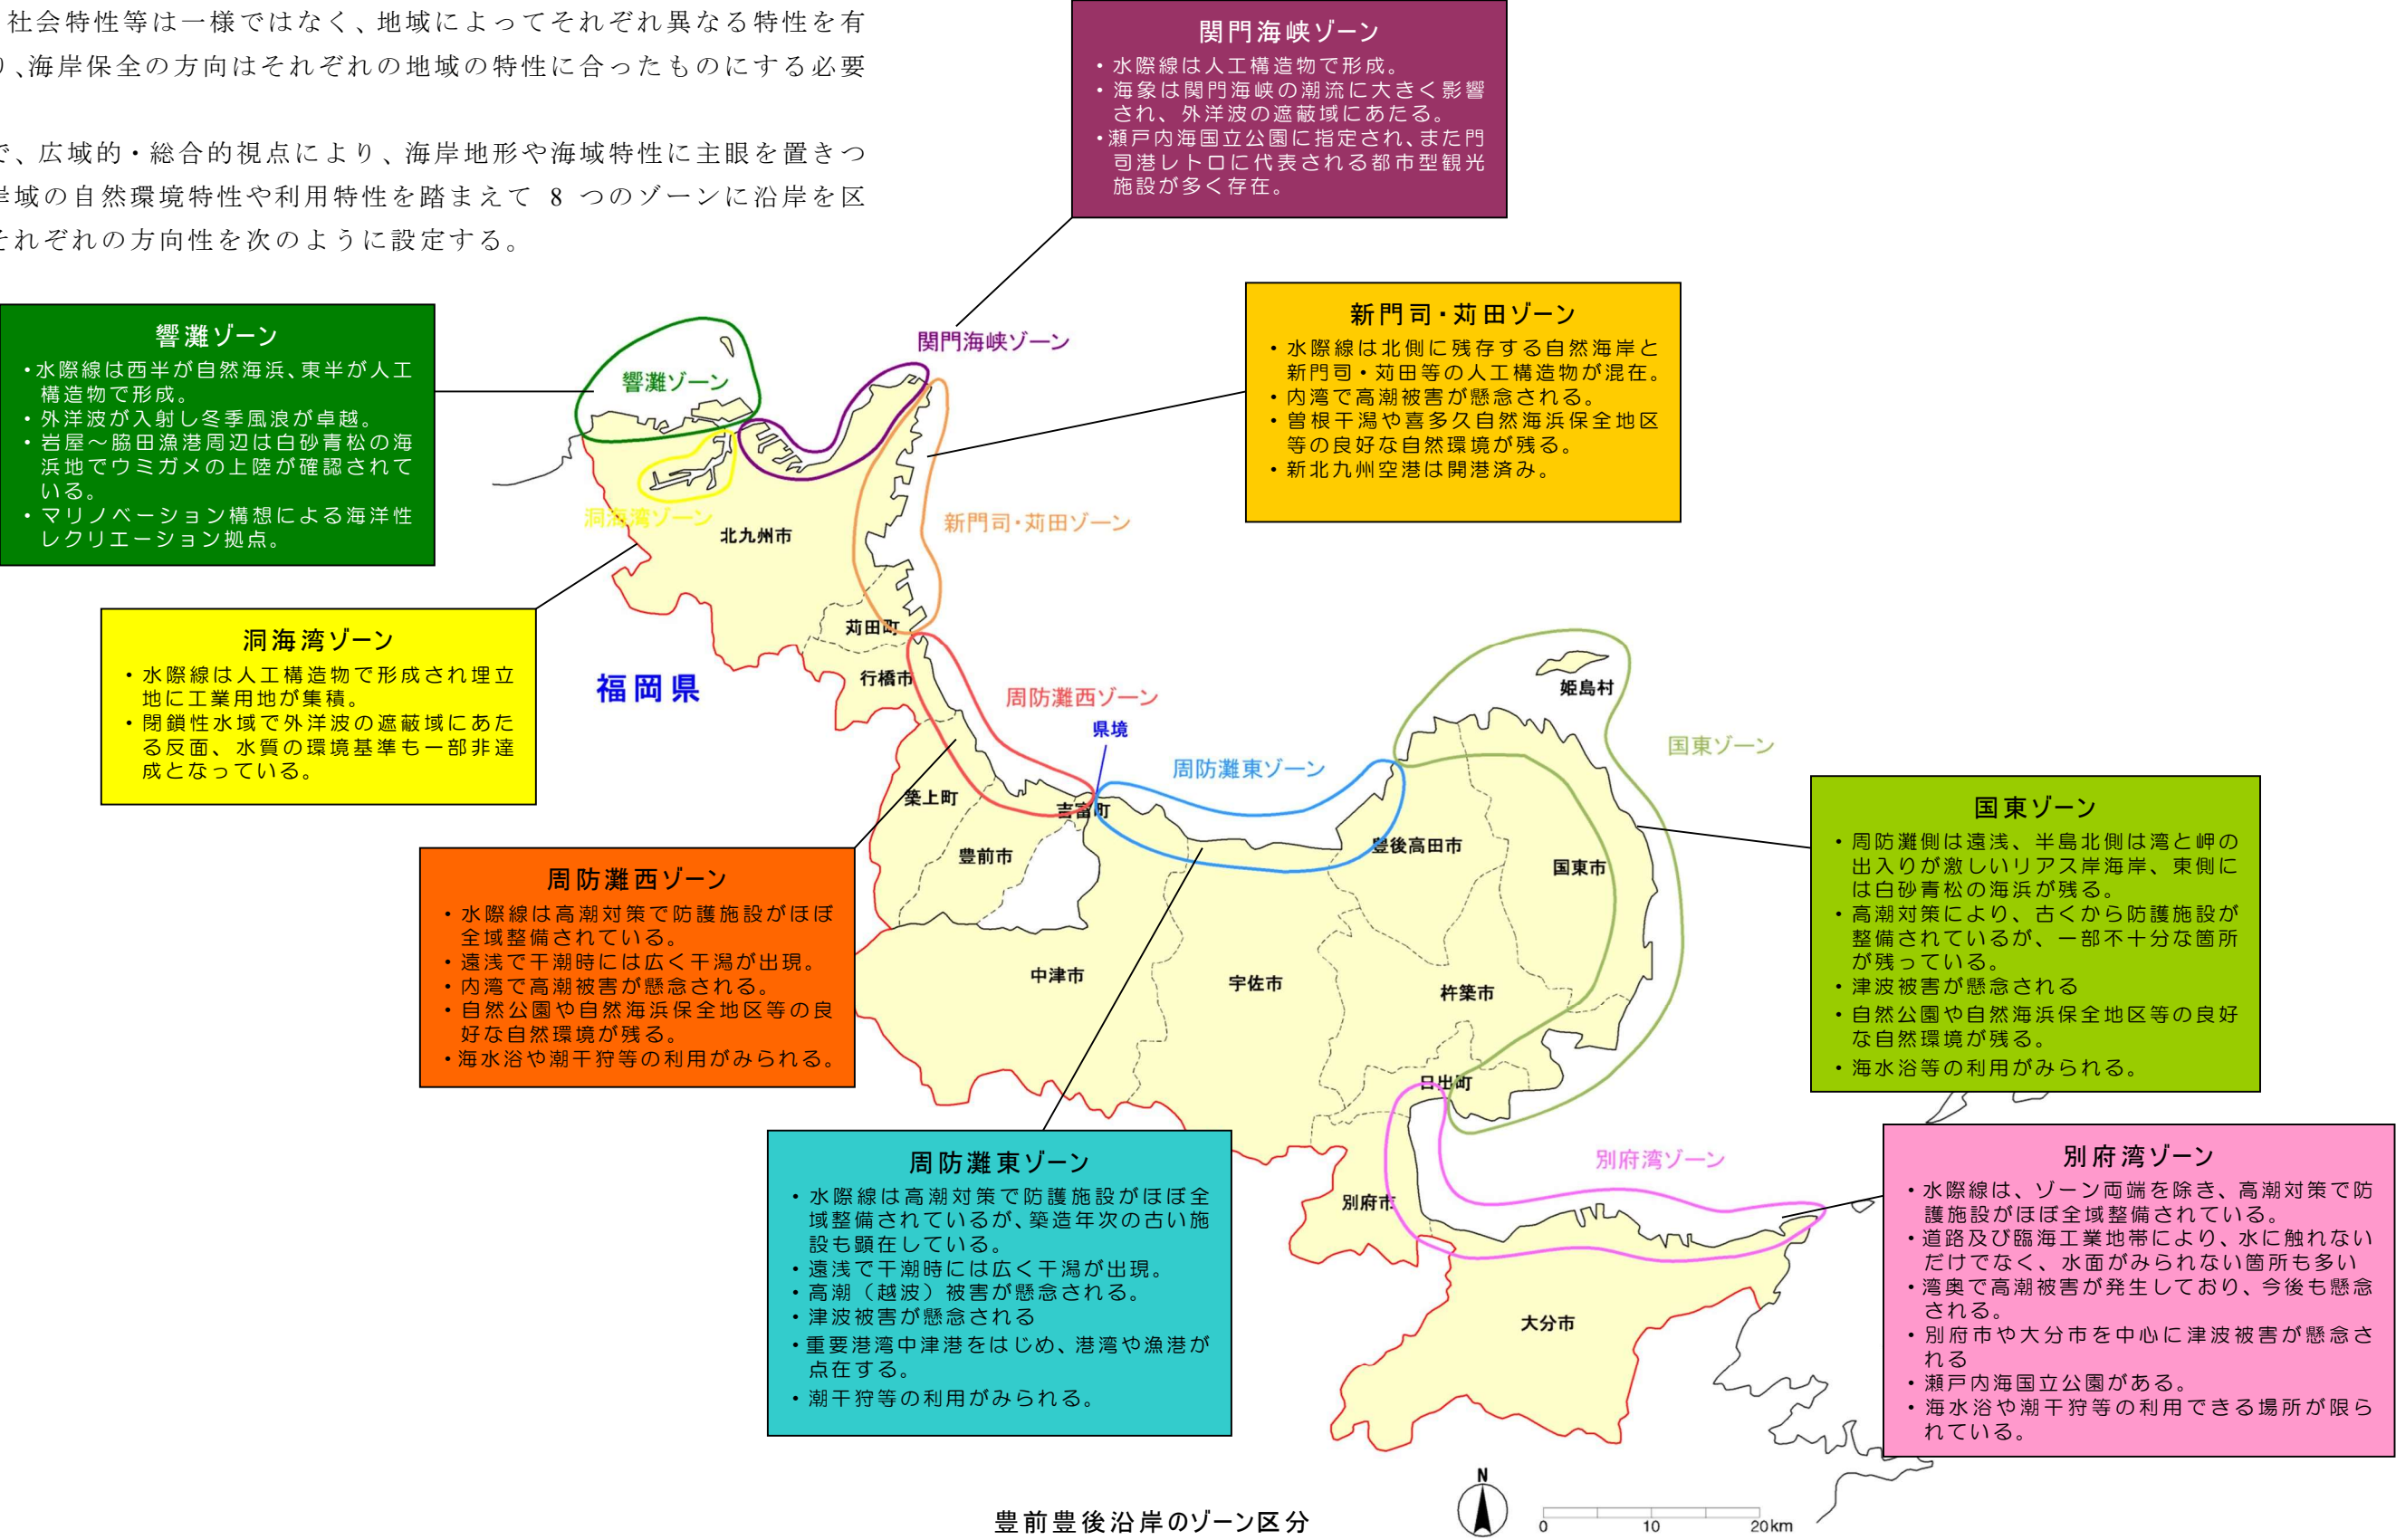 社会特性等は一様ではなく、地域によってそれぞれ異なる特性を有
り、海岸保全の方向はそれぞれの地域の特性に合ったものにする必要
で、広域的・総合的視点により、海岸地形や海域特性に主眼を置きつ
岸域の自然環境特性や利用特性を踏まえて 8 つのゾーンに沿岸を区
それぞれの方向性を次のように設定する。
関門海峡ゾーン
・水際線は人工構造物で形成。
・海象は関門海峡の潮流に大きく影響
され、外洋波の遮蔽域にあたる。
・瀬戸内海国立公園に指定され、また門
司港レトロに代表される都市型観光
施設が多く存在。
新門司・苅田ゾーン
・水際線は北側に残存する自然海岸と
新門司・苅田等の人工構造物が混在。
・内湾で高潮被害が懸念される。
・曽根干潟や喜多久自然海浜保全地区
等の良好な自然環境が残る。
・新北九州空港は開港済み。
響灘ゾーン
・水際線は西半が自然海浜、東半が人工
構造物で形成。
・外洋波が入射し冬季風浪が卓越。
・岩屋～脇田漁港周辺は白砂青松の海
浜地でウミガメの上陸が確認されて
いる。
・マリノベーション構想による海洋性
レクリエーション拠点。
洞海湾ゾーン
・水際線は人工構造物で形成され埋立
地に工業用地が集積。
・閉鎖性水域で外洋波の遮蔽域にあた
る反面、水質の環境基準も一部非達
成となっている。
関門海峡ゾーン
響灘ゾーン
洞海湾ゾーン
北九州市
新門司・苅田ゾーン
苅田町
行橋市
福岡県
周防灘西ゾーン
県境
周防灘東ゾーン
姫島村
国東ゾーン
築上町
吉富町
豊前市
豊後高田市
国東市
中津市
宇佐市
杵築市
日出町
別府湾ゾーン
別府市
大分市
周防灘西ゾーン
・水際線は高潮対策で防護施設がほぼ
全域整備されている。
・遠浅で干潮時には広く干潟が出現。
・内湾で高潮被害が懸念される。
・自然公園や自然海浜保全地区等の良
好な自然環境が残る。
・海水浴や潮干狩等の利用がみられる。
国東ゾーン
・周防灘側は遠浅、半島北側は湾と岬の
出入りが激しいリアス岸海岸、東側に
は白砂青松の海浜が残る。
・高潮対策により、古くから防護施設が
整備されているが、一部不十分な箇所
が残っている。
・津波被害が懸念される
・自然公園や自然海浜保全地区等の良好
な自然環境が残る。
・海水浴等の利用がみられる。
周防灘東ゾーン
・水際線は高潮対策で防護施設がほぼ全
域整備されているが、築造年次の古い施
設も顕在している。
・遠浅で干潮時には広く干潟が出現。
・高潮（越波）被害が懸念される。
・津波被害が懸念される
・重要港湾中津港をはじめ、港湾や漁港が
点在する。
・潮干狩等の利用がみられる。
別府湾ゾーン
・水際線は、ゾーン両端を除き、高潮対策で防
護施設がほぼ全域整備されている。
・道路及び臨海工業地帯により、水に触れない
だけでなく、水面がみられない箇所も多い
・湾奥で高潮被害が発生しており、今後も懸念
される。
・別府市や大分市を中心に津波被害が懸念さ
れる
・瀬戸内海国立公園がある。
・海水浴や潮干狩等の利用できる場所が限ら
れている。
N
0 10 20km
豊前豊後沿岸のゾーン区分